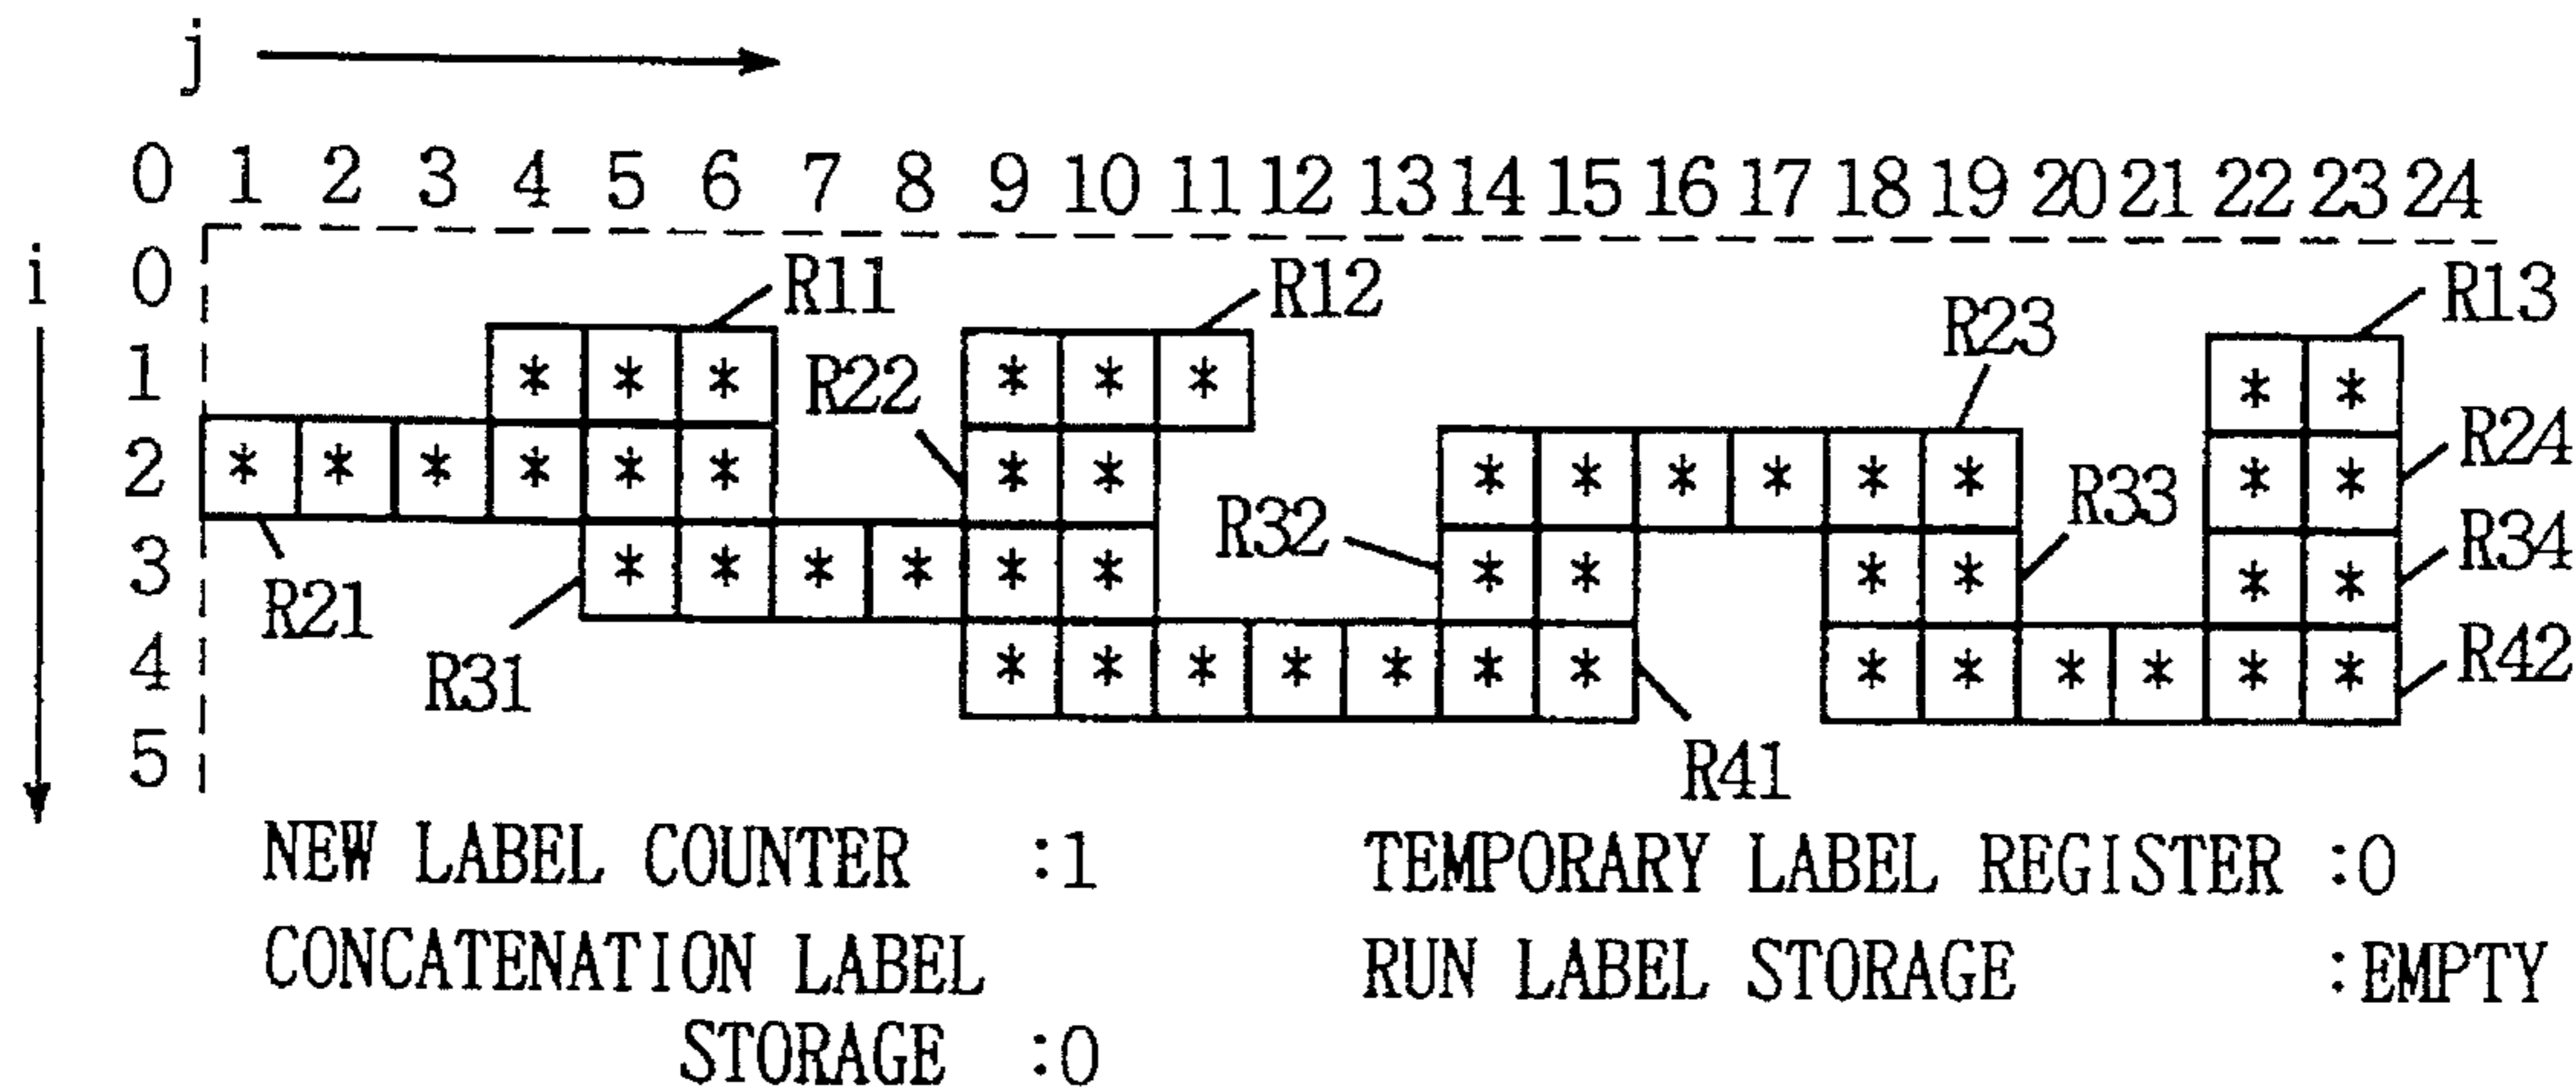 j
0 1 2 3 4 5 6 7 8 9 10 11 12 13 14 15 16 17 18 19 20 21 22 23 24
i
0
R11 R12 R23 R13
1 * * * R22 * * * * *
2 * * * * * * * * * * * * * * * * R24
R21 R32 R33
3 * * * * * * * * * * * * R34
R31
4 * * * * * * * * * * * * * R42
5
R41
NEW LABEL COUNTER :1 TEMPORARY LABEL REGISTER :0
CONCATENATION LABEL RUN LABEL STORAGE :EMPTY
STORAGE :0